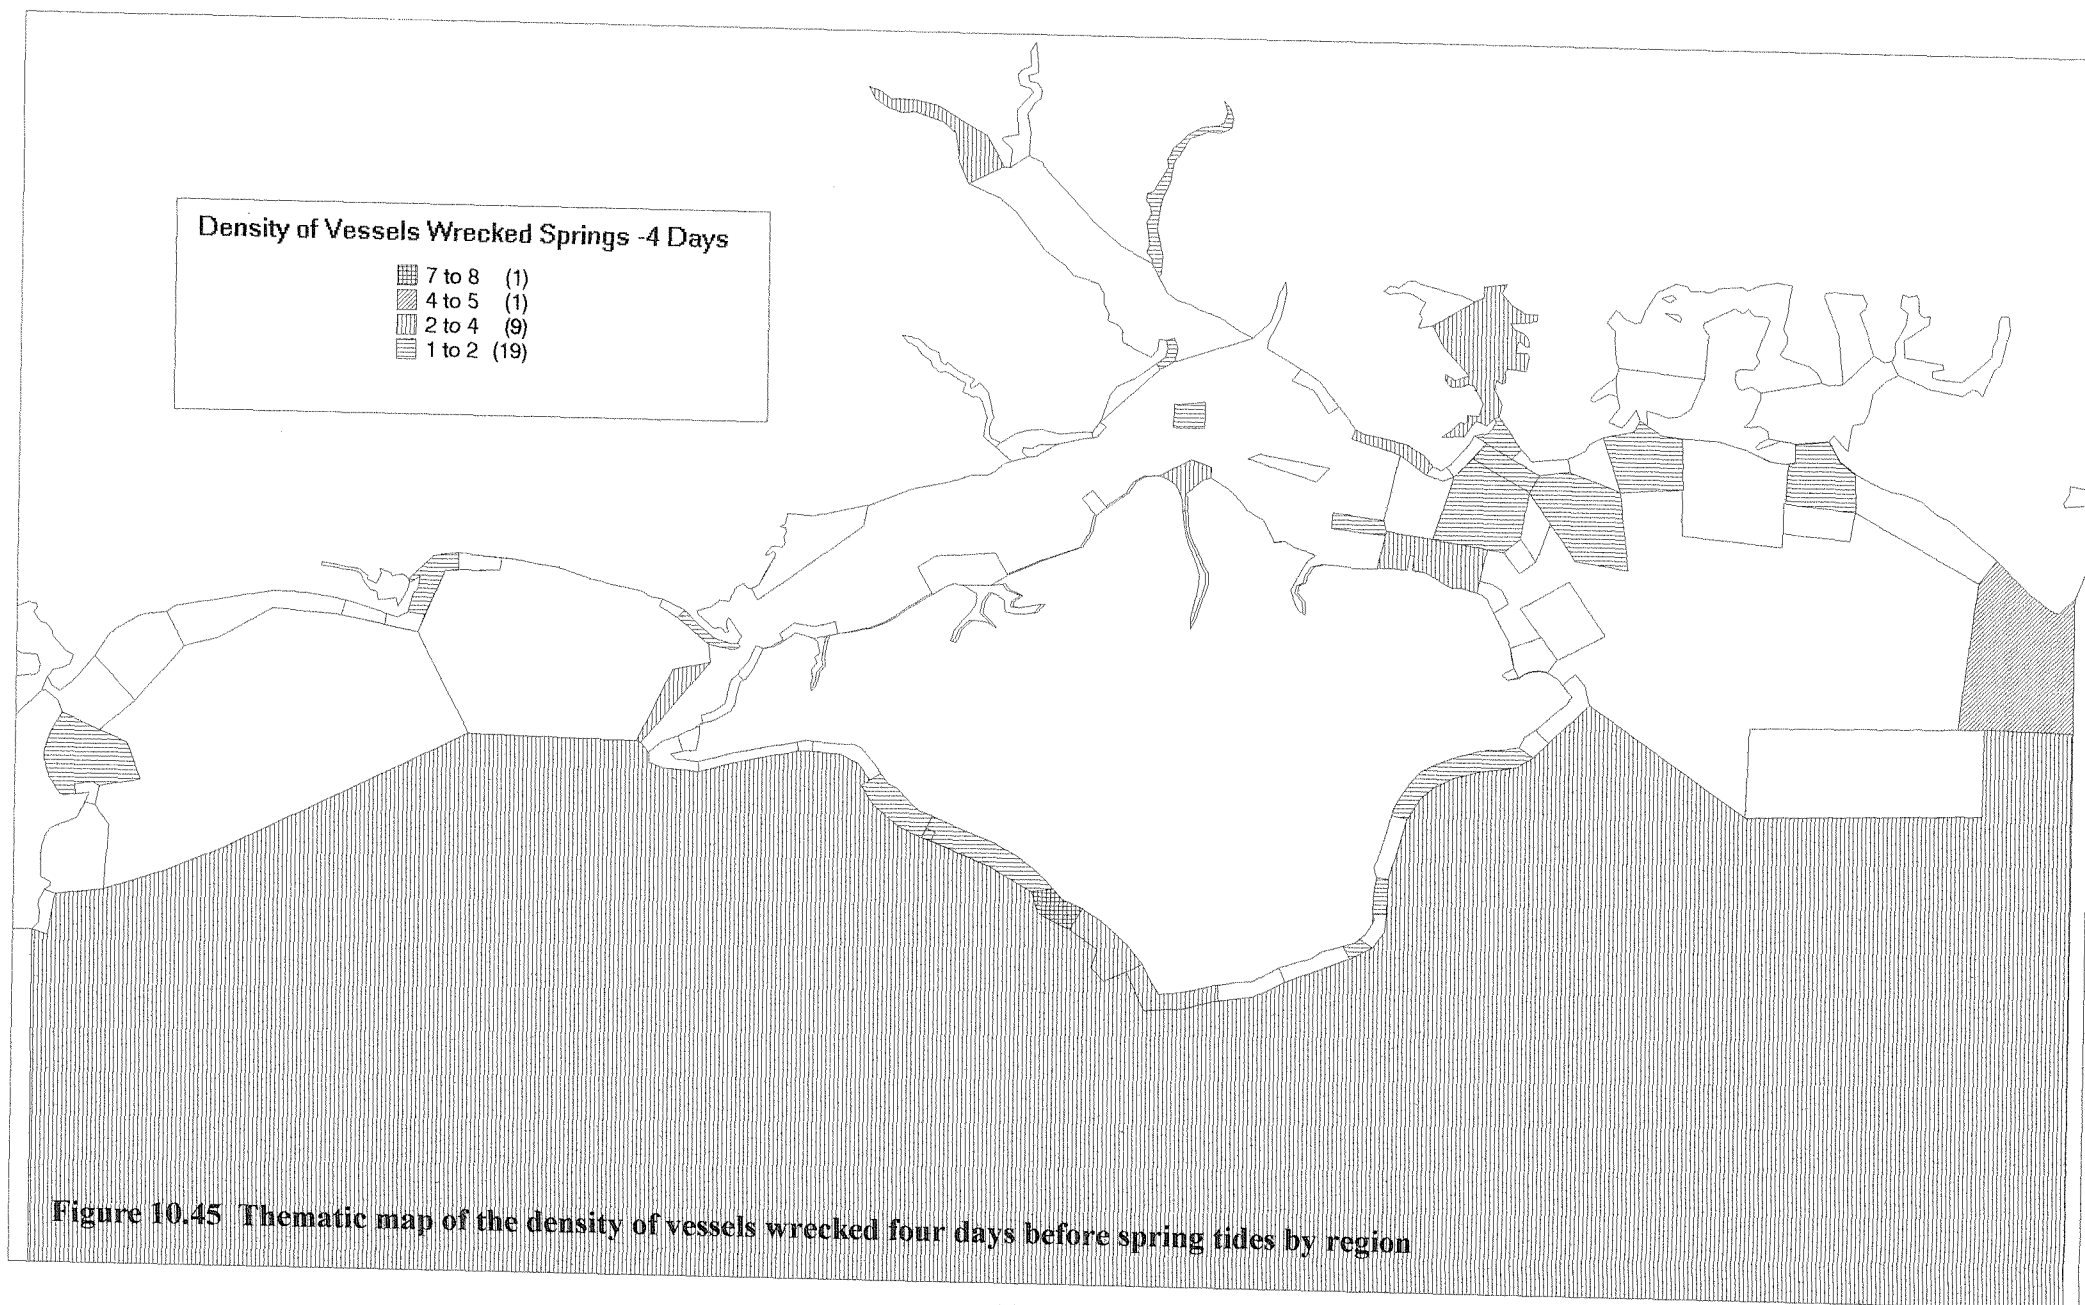 Density of Vessels Wrecked Springs -4 Days
7 to 8 (1)
4 to 5 (1)
2 to 4 (9)
1 to 2 (19)
Figure 10.45 Thematic map of the density of vessels wrecked four days before spring tides by region